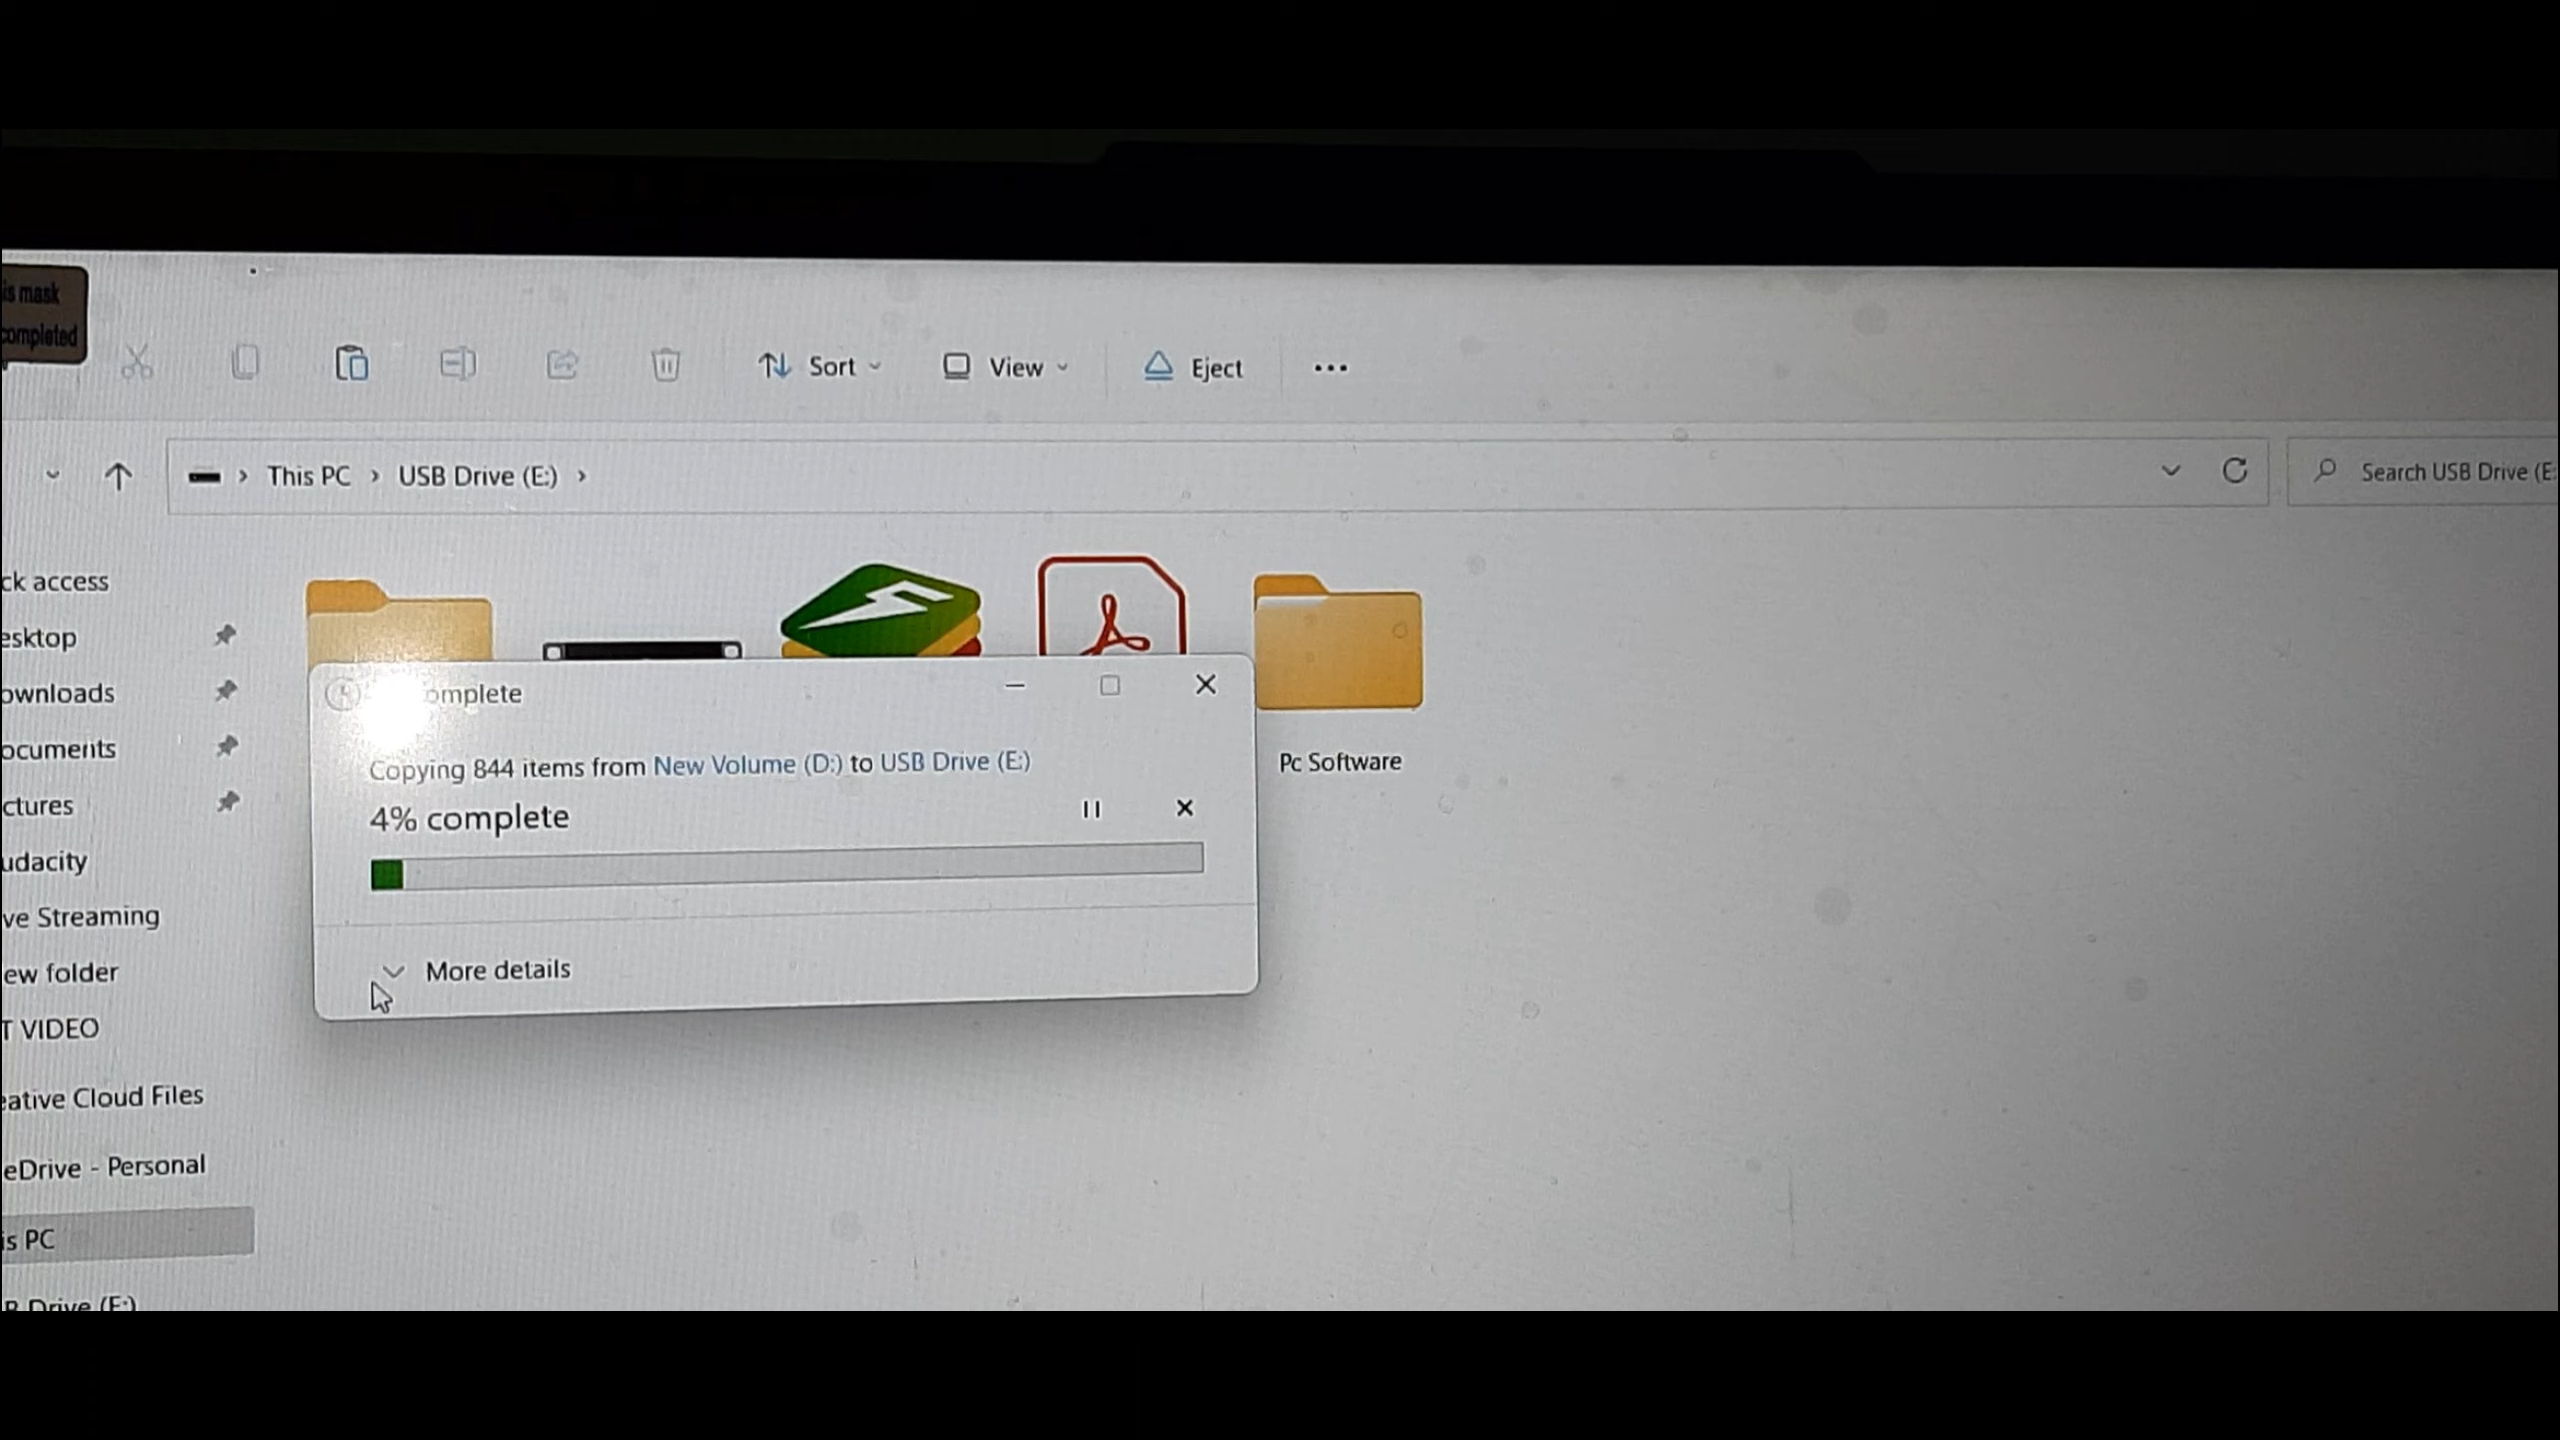 is mask
completed
Sort
View
Eject
This PC > USB Drive (E:) >
Search USB Drive (E:
ck access
esktop
ownloads
ocuments
ctures
udacity
ve Streaming
ew folder
T VIDEO
eative Cloud Files
eDrive - Personal
is PC
B Drive (E:)
omplete
Copying 844 items from New Volume (D:) to USB Drive (E:)
4% complete
More details
Pc Software